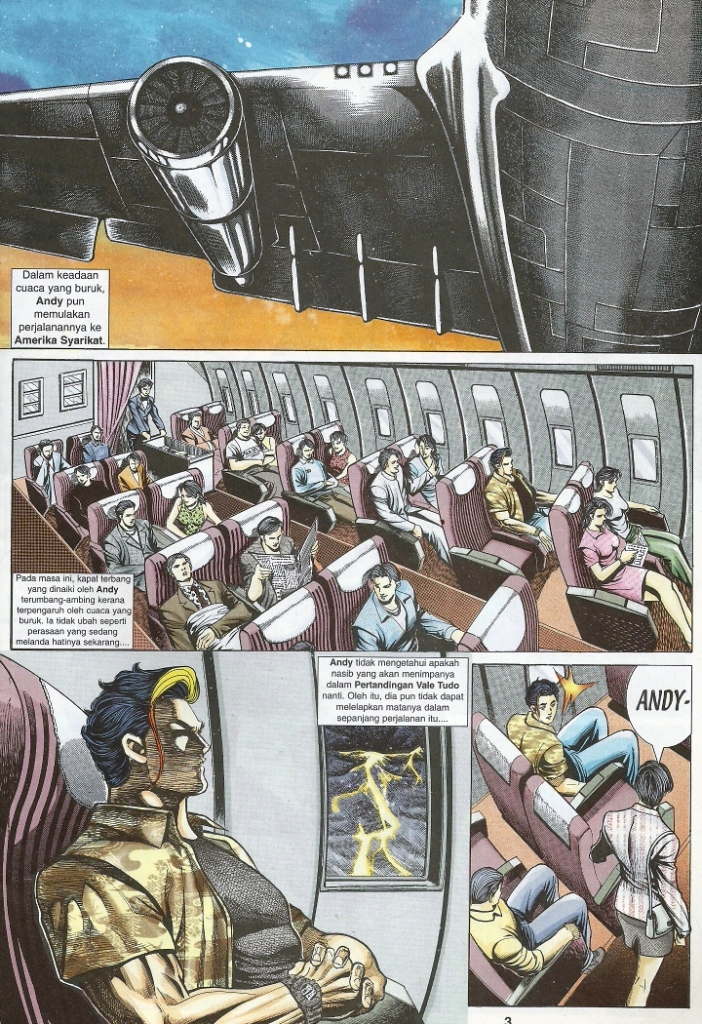 Dalam keadaan
cuaca yang buruk,
Andy pun
memulakan
perjalanannya ke
Amerika Syarikat.
Pada masa ini, kapal terbang
yang dinaiki oleh Andy
terumbang-ambing kerana
terpengaruh oleh cuaca yang
buruk. Ia tidak ubah seperti
perasaan yang sedang
melanda hatinya sekarang....
Andy tidak mengetahui apakah
nasib yang akan menimpanya
dalam Pertandingan Vale Tudo
nanti. Oleh itu, dia pun tidak dapat
melelapkan matanya dalam
sepanjang perjalanan itu....
ANDY-
3